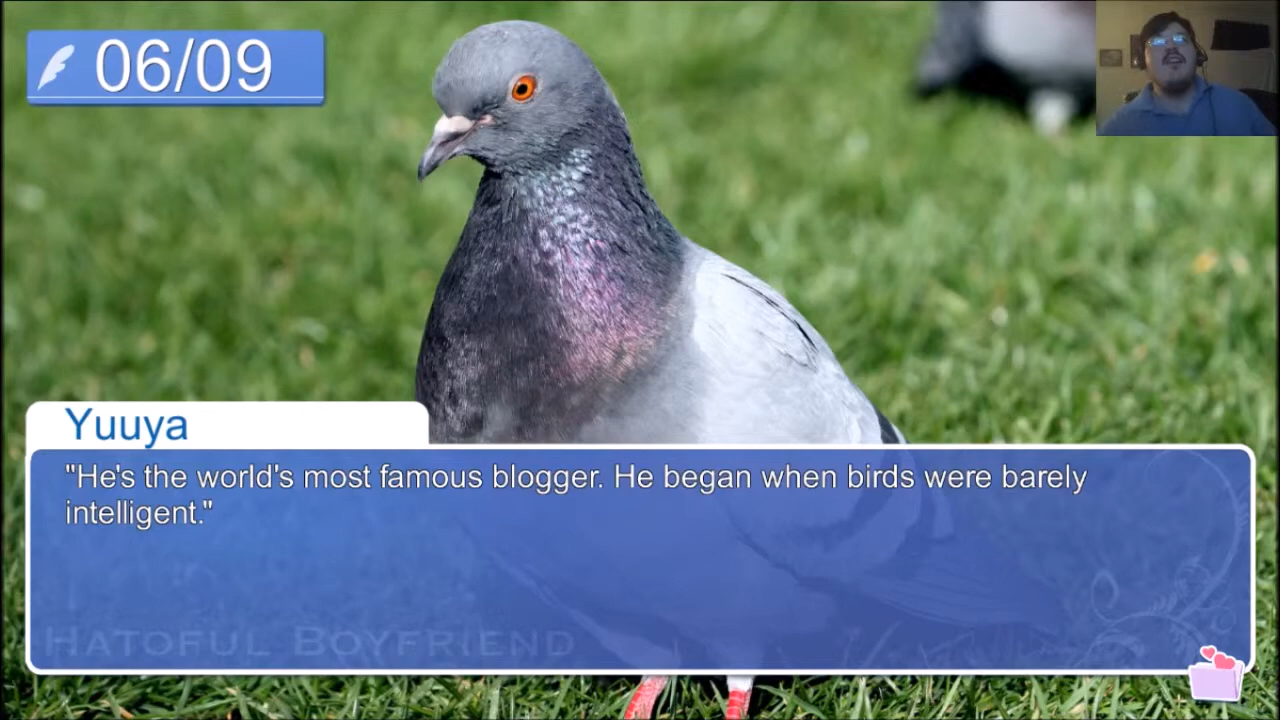 06/09
Yuuya
"He's the world's most famous blogger. He began when birds were barely
intelligent."
HATOFUL BOYFRIEND